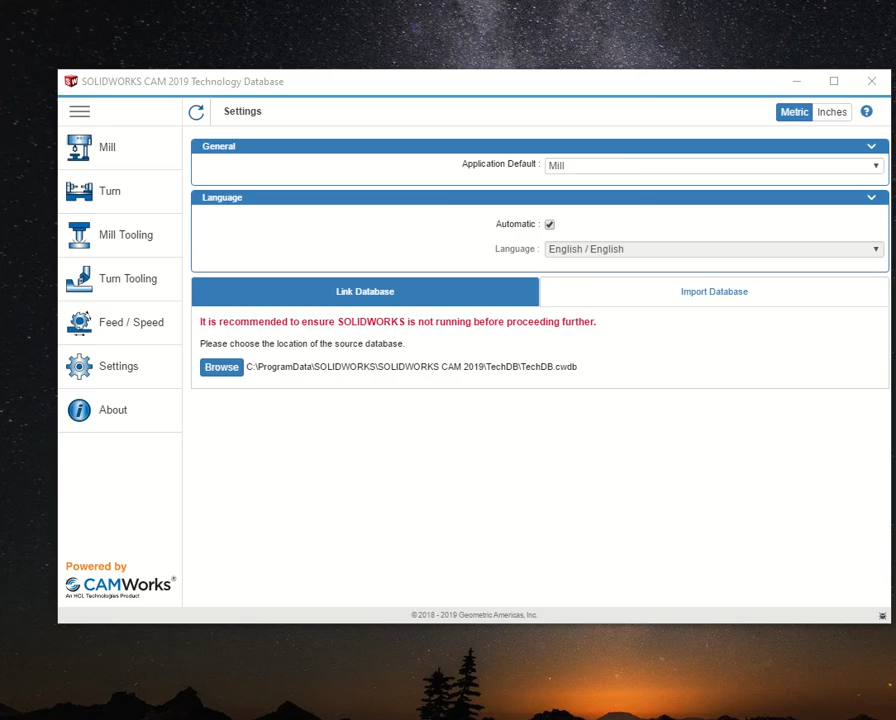 SOLIDWORKS CAM 2019 Technology Database
Settings
Metric
Inches
Mill
Turn
Mill Tooling
Turn Tooling
Feed / Speed
Settings
About
General
Application Default :
Mill
Language
Automatic :
Language :
English / English
Link Database
Import Database
It is recommended to ensure SOLIDWORKS is not running before proceeding further.
Please choose the location of the source database.
Browse
C:\ProgramData\SOLIDWORKS\SOLIDWORKS CAM 2019\TechDB\TechDB.cwdb
Powered by
CAMWorks®
An HCL Technologies Product
©2018 - 2019 Geometric Americas, Inc.